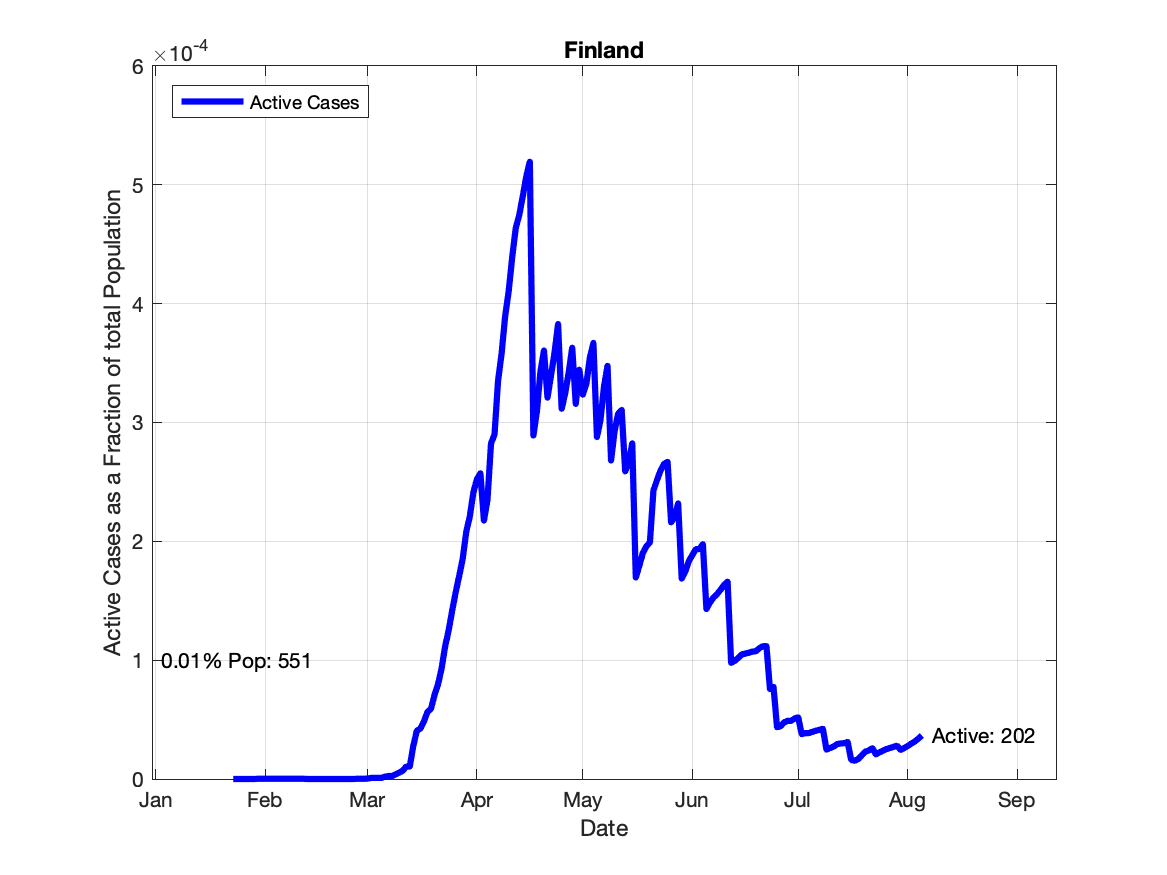 Finland
×10-4
Active Cases
6
5
4
3
2
1
0
Active Cases as a Fraction of total Population
0.01% Pop: 551
Active: 202
Jan Feb Mar Apr May Jun Jul Aug Sep
Date